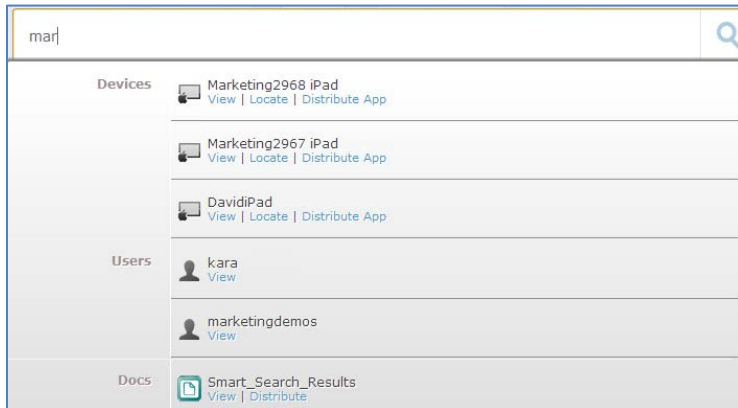 mar
Devices
Marketing2968 iPad
View | Locate | Distribute App
Marketing2967 iPad
View | Locate | Distribute App
DavidiPad
View | Locate | Distribute App
Users
kara
View
marketingdemos
View
Docs
Smart_Search_Results
View | Distribute